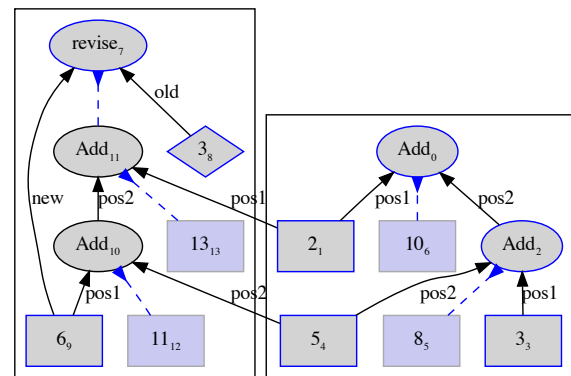 revise₇
old
Add₁₁
3₈
Add₀
new
pos2
pos1
pos1
pos2
13₁₃
2₁
10₆
Add₁₀
Add₂
pos1
pos2
pos2
pos1
6₉
11₁₂
5₄
8₅
3₃